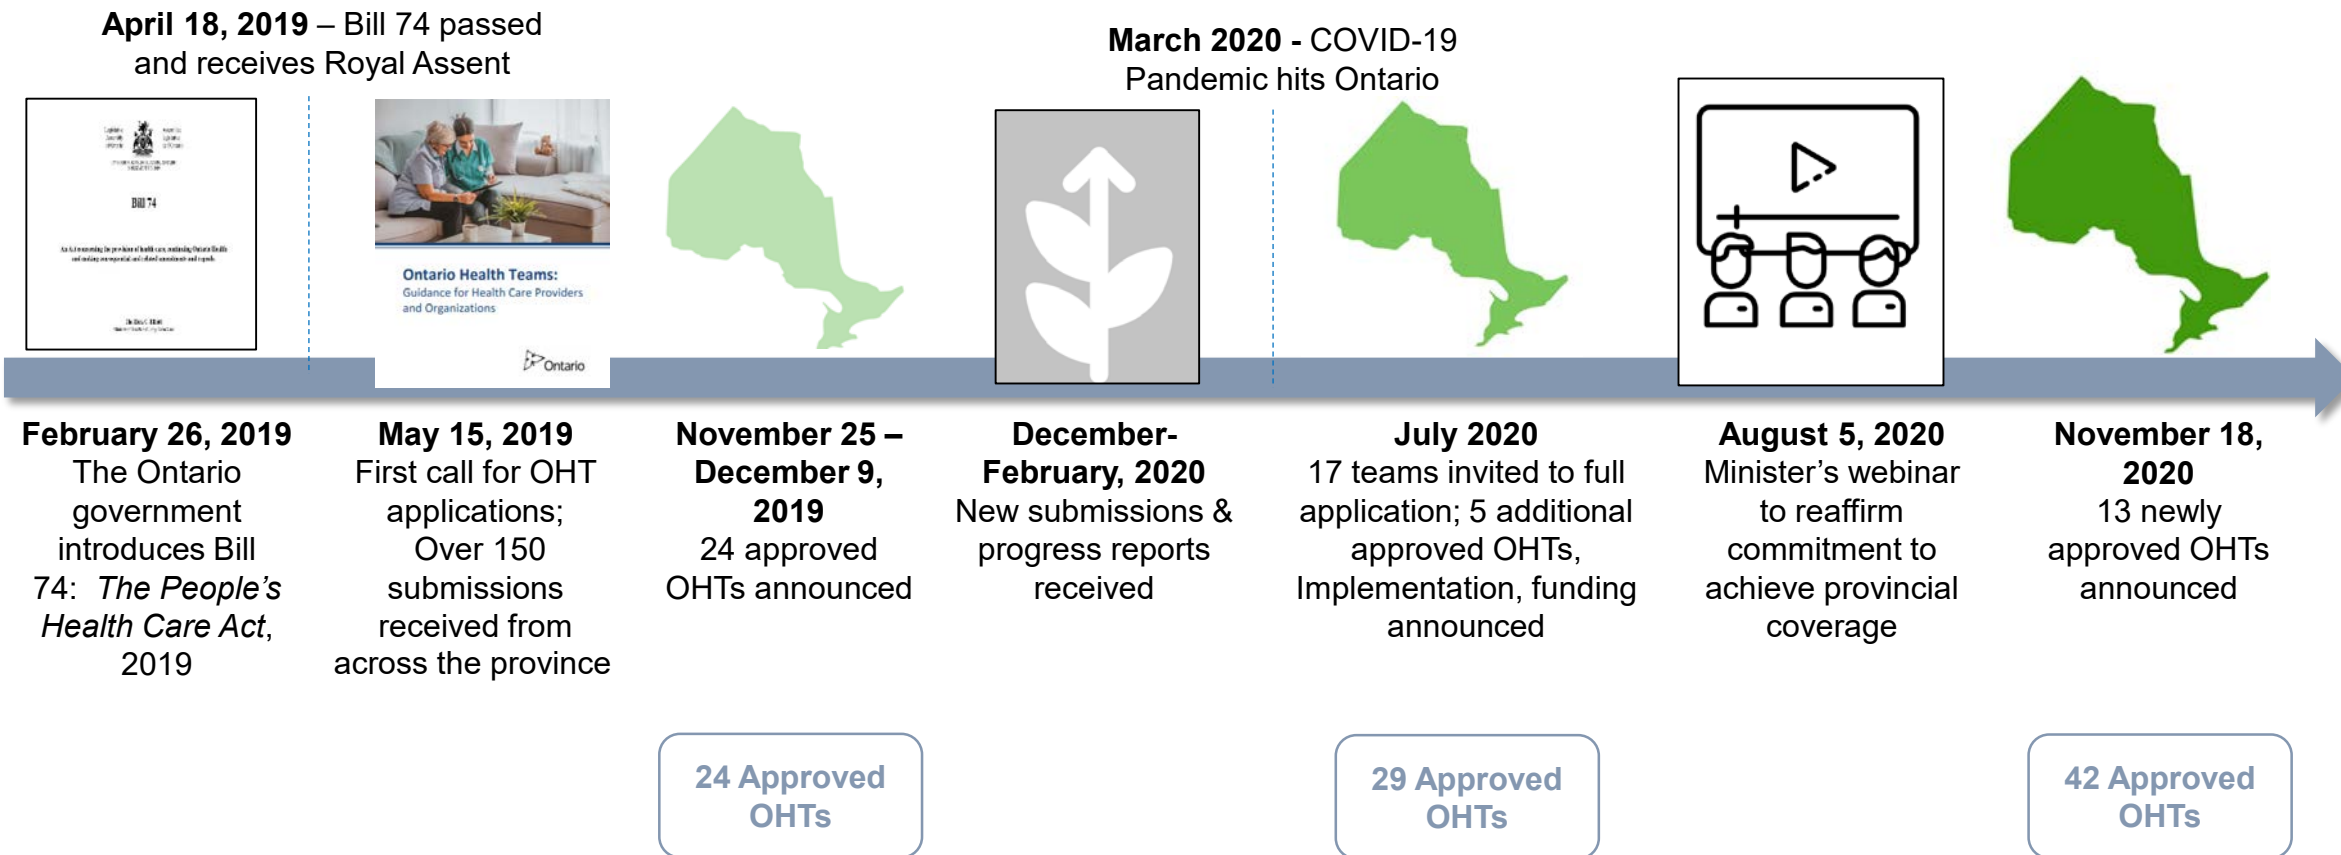 April 18, 2019 – Bill 74 passed
and receives Royal Assent
March 2020 - COVID-19
Pandemic hits Ontario
Bill 74
Ontario Health Teams:
Guidance for Health Care Providers
and Organizations
Ontario
February 26, 2019
The Ontario
government
introduces Bill
74: The People's
Health Care Act,
2019
May 15, 2019
First call for OHT
applications;
Over 150
submissions
received from
across the province
November 25 –
December 9,
2019
24 approved
OHTs announced
December-
February, 2020
New submissions &
progress reports
received
July 2020
17 teams invited to full
application; 5 additional
approved OHTs,
Implementation, funding
announced
August 5, 2020
Minister's webinar
to reaffirm
commitment to
achieve provincial
coverage
November 18,
2020
13 newly
approved OHTs
announced
24 Approved
OHTs
29 Approved
OHTs
42 Approved
OHTs